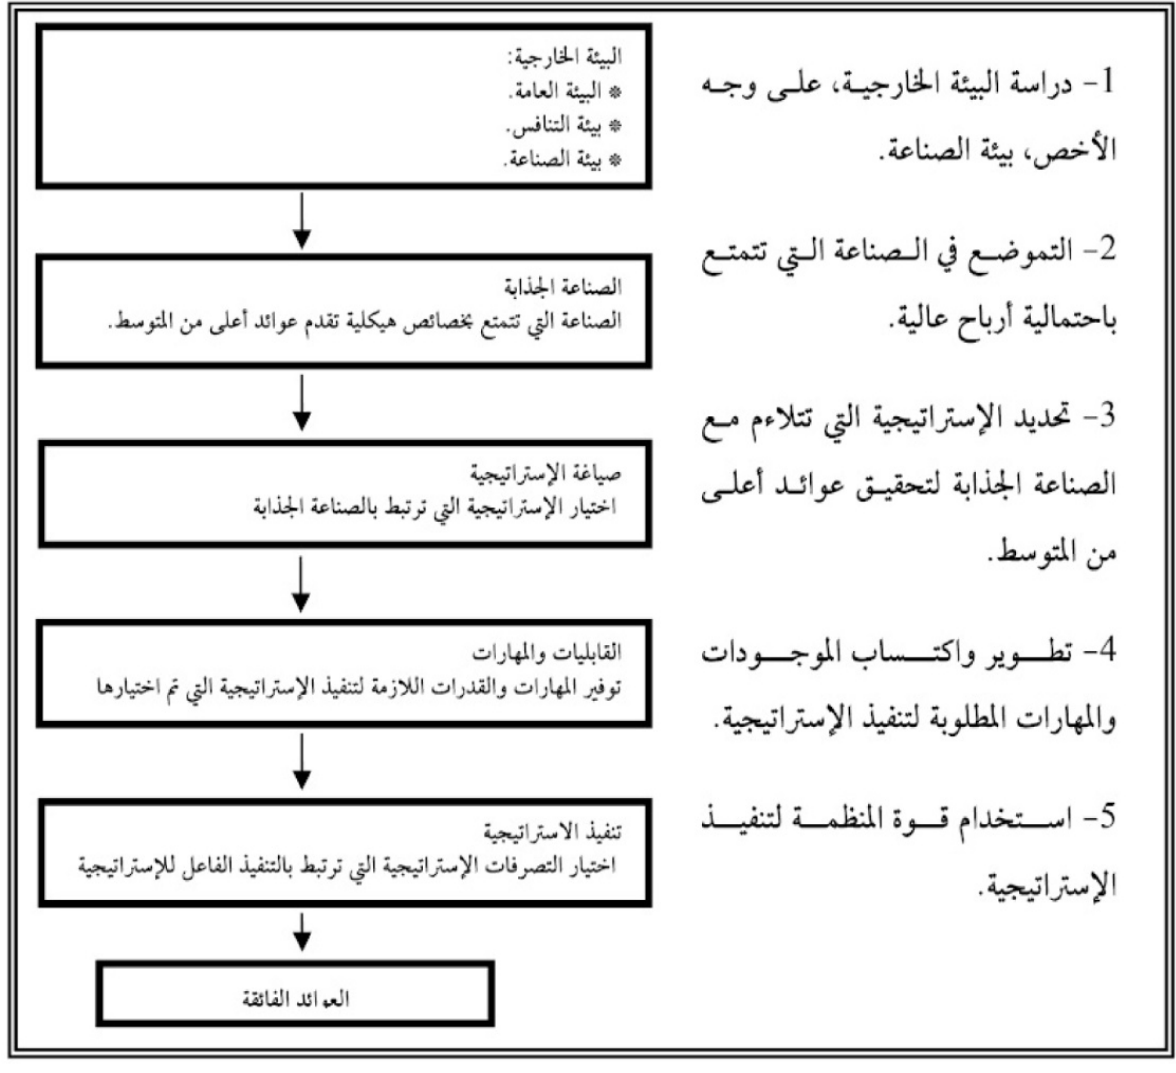 1- دراسة البيئة الخارجية، على وجه
الأخص، بيئة الصناعة.
البيئة الخارجية:
* البيئة العامة.
* بيئة التنافس.
* بيئة الصناعة.
2- التموضع في الصناعة التي تتمتع
باحتمالية أرباح عالية.
الصناعة الجذابة
الصناعة التي تتمتع بخصائص هيكلية تقدم عوائد أعلى من المتوسط.
3- تحديد الإستراتيجية التي تتلاءم مع
الصناعة الجذابة لتحقيق عوائد أعلى
من المتوسط.
صياغة الإستراتيجية
اختيار الإستراتيجية التي ترتبط بالصناعة الجذابة
4- تطوير واكتساب الموجودات
والمهارات المطلوبة لتنفيذ الإستراتيجية.
القابليات والمهارات
توفير المهارات والقدرات اللازمة لتنفيذ الإستراتيجية التي تم اختيارها
5- استخدام قوة المنظمة لتنفيذ
الإستراتيجية.
تنفيذ الاستراتيجية
اختيار التصرفات الإستراتيجية التي ترتبط بالتنفيذ الفاعل للإستراتيجية
العوائد الفائقة